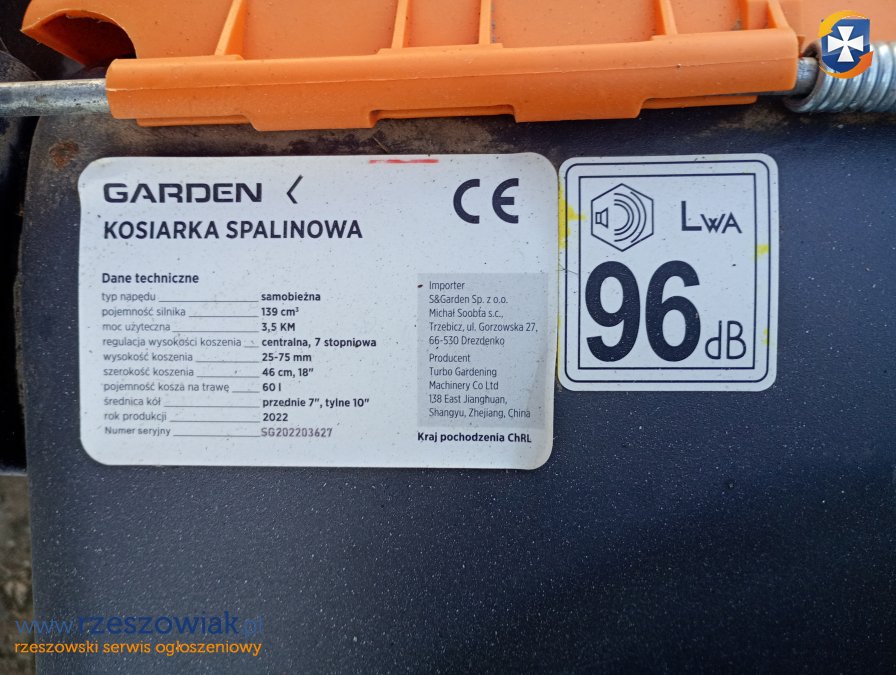 GARDEN
KOSIARKA SPALINOWA
CE
Dane techniczne
typ napędu samobieżna
pojemność silnika 139 cm³
moc użyteczna 3,5 KM
regulacja wysokości koszenia centralna, 7 stopniowa
wysokość koszenia 25-75 mm
szerokość koszenia 46 cm, 18"
pojemność kosza na trawę 60 l
średnica kół przednie 7", tylne 10"
rok produkcji 2022
Numer seryjny SG202203627
Importer
S&Garden Sp. z o.o.
Michał Soobta s.c.,
Trzebicz, ul. Gorzowska 27,
66-530 Drezdenko
Producent
Turbo Gardening
Machinery Co Ltd
138 East Jianghuan,
Shangyu, Zhejiang, China
Kraj pochodzenia ChRL
LWA
96 dB
www.rzeszowiak.pl
rzeszowski serwis ogłoszeniowy